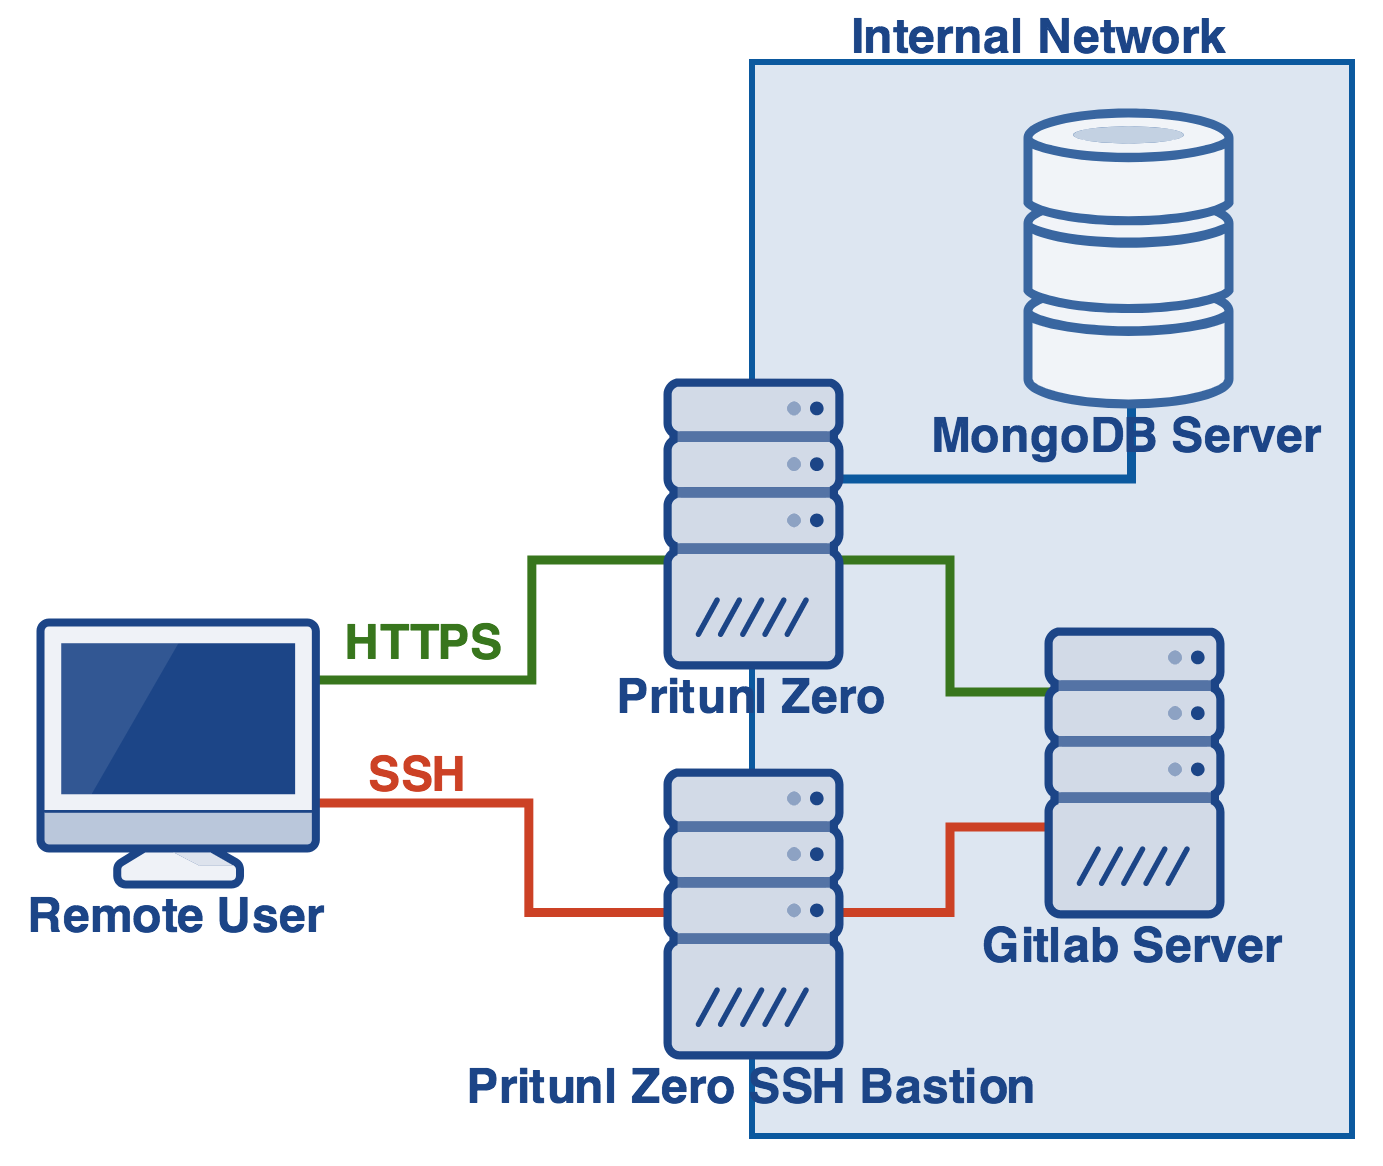 Internal Network
MongoDB Server
HTTPS
Pritunl Zero
SSH
Remote User
Gitlab Server
Pritunl Zero SSH Bastion